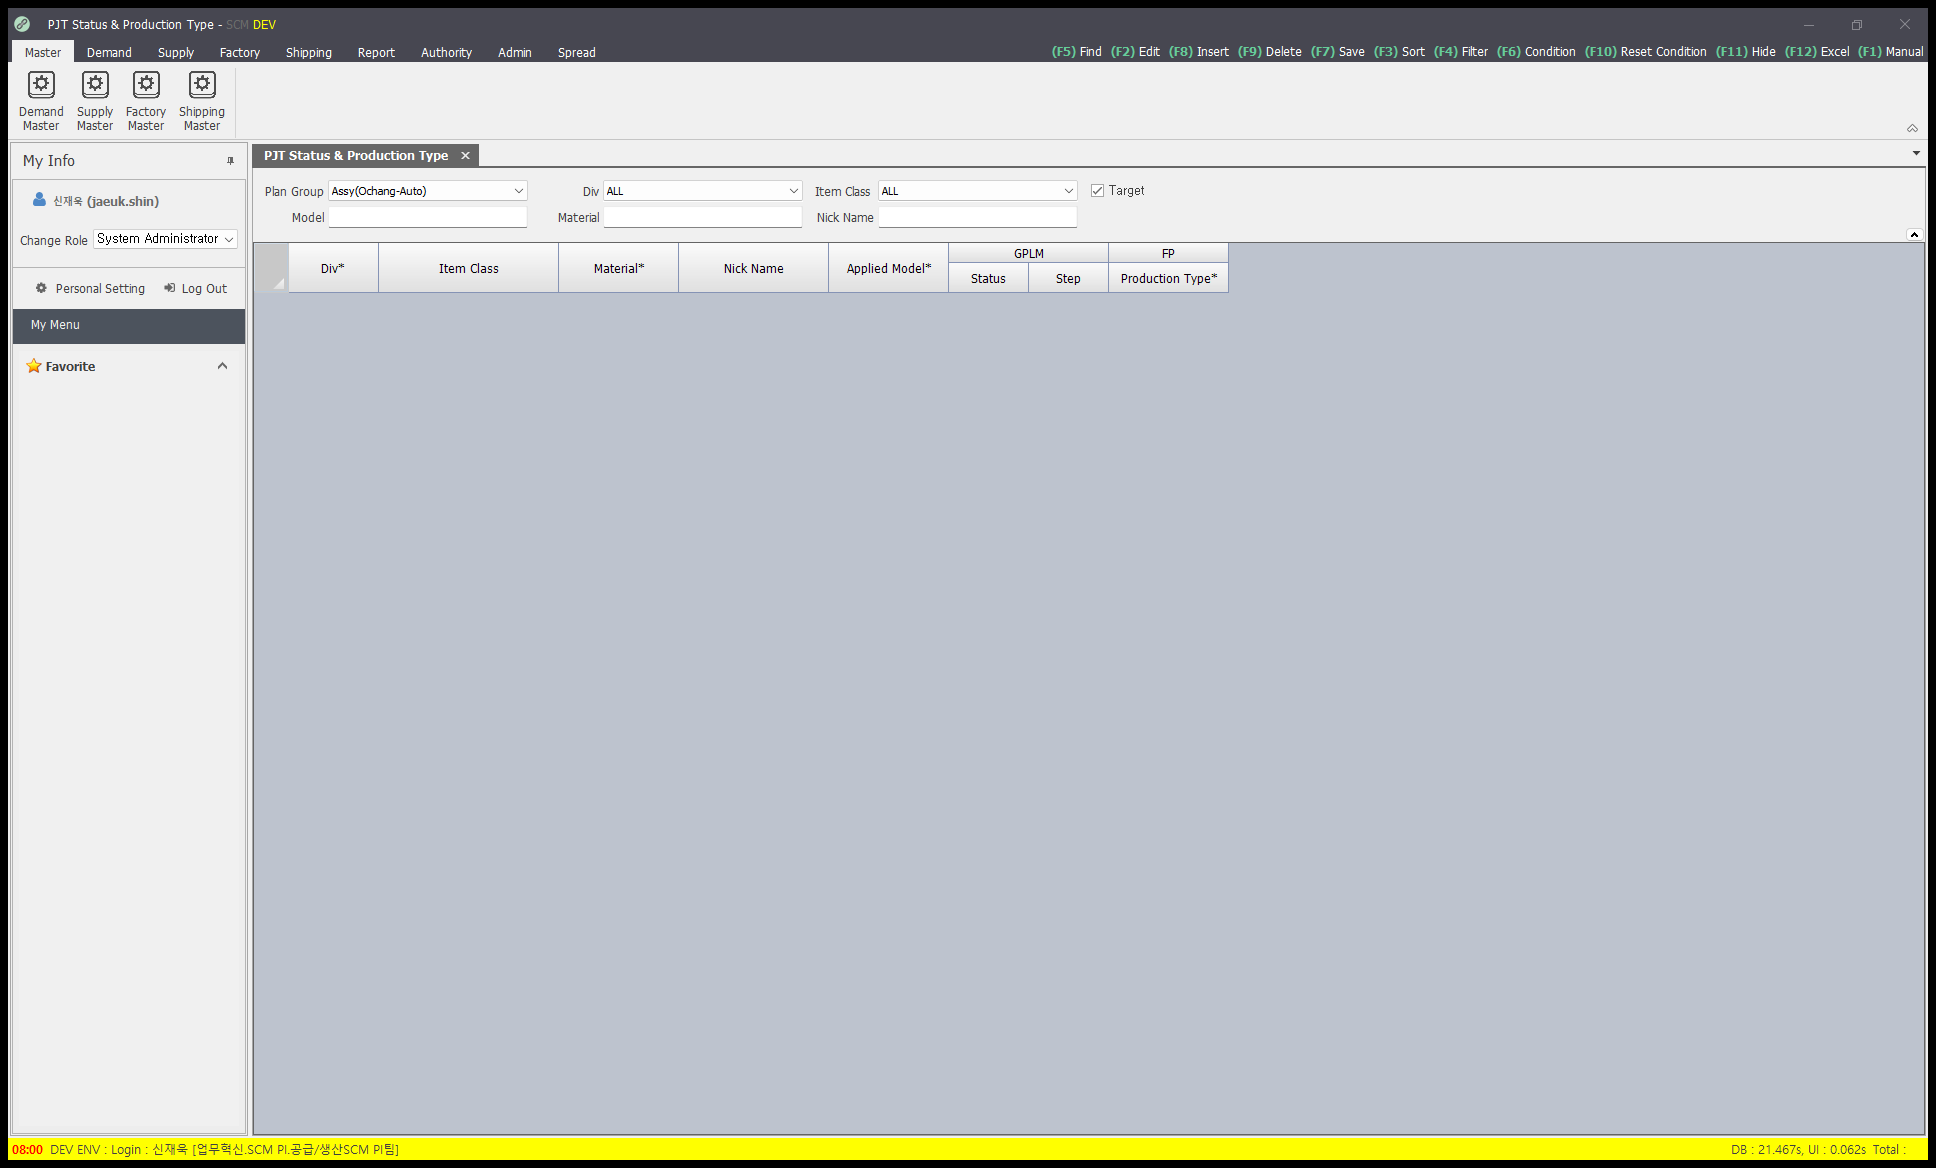 PJT Status & Production Type - SCM DEV
Master Demand Supply Factory Shipping Report Authority Admin Spread (F5) Find (F2) Edit (F8) Insert (F9) Delete (F7) Save (F3) Sort (F4) Filter (F6) Condition (F10) Reset Condition (F11) Hide (F12) Excel (F1) Manual
Demand Master
Supply Master
Factory Master
Shipping Master
My Info
신재욱 (jaeuk.shin)
Change Role System Administrator
Personal Setting Log Out
My Menu
Favorite
PJT Status & Production Type
Plan Group Assy(Ochang-Auto) Div ALL Item Class ALL Target
Model Material Nick Name
Div* Item Class Material* Nick Name Applied Model* GPLM FP
Status Step Production Type*
08:00 DEV ENV : Login : 신재욱 [업무혁신.SCM PI.공급/생산SCM PI팀] DB : 21.467s, UI : 0.062s Total :